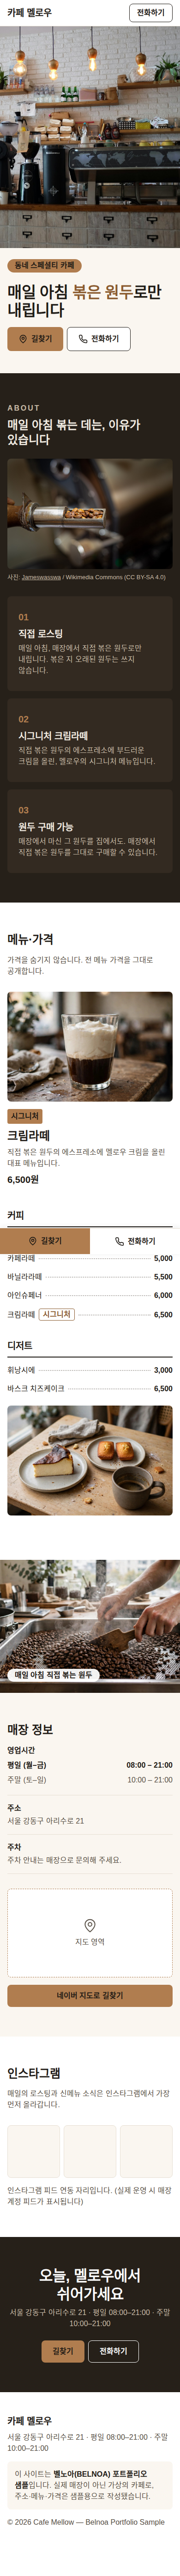 카페 멜로우
전화하기
동네 스페셜티 카페
매일 아침 볶은 원두로만
내립니다
길찾기
전화하기
ABOUT
매일 아침 볶는 데는, 이유가
있습니다
사진: Jameswasswa / Wikimedia Commons (CC BY-SA 4.0)
01
직접 로스팅
매일 아침, 매장에서 직접 볶은 원두로만
내립니다. 볶은 지 오래된 원두는 쓰지
않습니다.
02
시그니처 크림라떼
직접 볶은 원두의 에스프레소에 부드러운
크림을 올린, 멜로우의 시그니처 메뉴입니다.
03
원두 구매 가능
매장에서 마신 그 원두를 집에서도. 매장에서
직접 볶은 원두를 그대로 구매할 수 있습니다.
메뉴·가격
가격을 숨기지 않습니다. 전 메뉴 가격을 그대로
공개합니다.
시그니처
크림라떼
직접 볶은 원두의 에스프레소에 멜로우 크림을 올린
대표 메뉴입니다.
6,500원
커피
길찾기
전화하기
카페라떼 5,000
바닐라라떼 5,500
아인슈페너 6,000
크림라떼 시그니처 6,500
디저트
휘낭시에 3,000
바스크 치즈케이크 6,500
매일 아침 직접 볶는 원두
매장 정보
영업시간
평일 (월–금) 08:00 – 21:00
주말 (토–일) 10:00 – 21:00
주소
서울 강동구 아리수로 21
주차
주차 안내는 매장으로 문의해 주세요.
지도 영역
네이버 지도로 길찾기
인스타그램
매일의 로스팅과 신메뉴 소식은 인스타그램에서 가장
먼저 올라갑니다.
인스타그램 피드 연동 자리입니다. (실제 운영 시 매장
계정 피드가 표시됩니다)
오늘, 멜로우에서
쉬어가세요
서울 강동구 아리수로 21 · 평일 08:00–21:00 · 주말
10:00–21:00
길찾기
전화하기
카페 멜로우
서울 강동구 아리수로 21 · 평일 08:00–21:00 · 주말
10:00–21:00
이 사이트는 벨노아(BELNOA) 포트폴리오
샘플입니다. 실제 매장이 아닌 가상의 카페로,
주소·메뉴·가격은 샘플용으로 작성됐습니다.
© 2026 Cafe Mellow — Belnoa Portfolio Sample